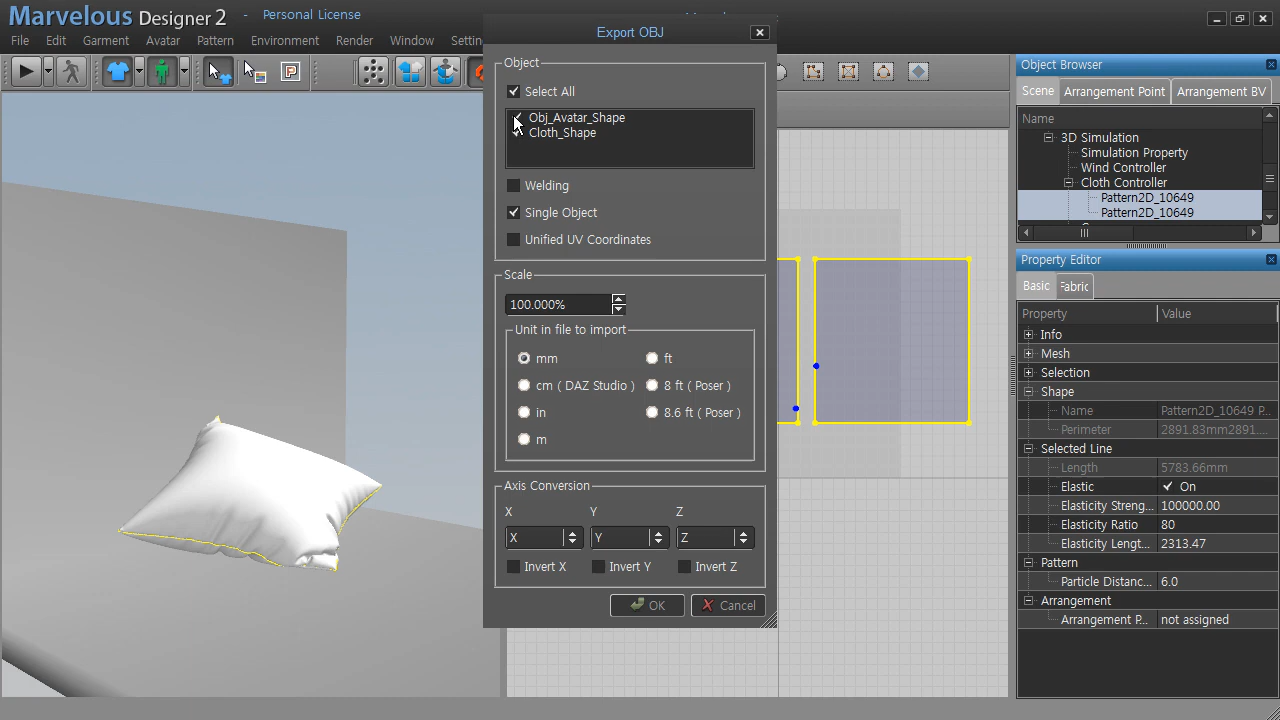 Marvelous Designer 2 - Personal License
File Edit Garment Avatar Pattern Environment Render Window
Export OBJ
Object
Select All
Obj_Avatar_Shape
Cloth_Shape
Welding
Single Object
Unified UV Coordinates
Scale
100.000%
Unit in file to import
mm ft
cm ( DAZ Studio ) 8 ft ( Poser )
in 8.6 ft ( Poser )
m
Axis Conversion
X Y Z
X Y Z
Invert X Invert Y Invert Z
OK Cancel
Object Browser
Scene Arrangement Point Arrangement BV
Name
3D Simulation
Simulation Property
Wind Controller
Cloth Controller
Pattern2D_10649
Pattern2D_10649
Property Editor
Basic Fabric
Property Value
Info
Mesh
Selection
Shape
Name Pattern2D_10649 P...
Perimeter 2891.83mm2891....
Selected Line
Length 5783.66mm
Elastic On
Elasticity Streng... 100000.00
Elasticity Ratio 80
Elasticity Lengt... 2313.47
Pattern
Particle Distanc... 6.0
Arrangement
Arrangement P... not assigned